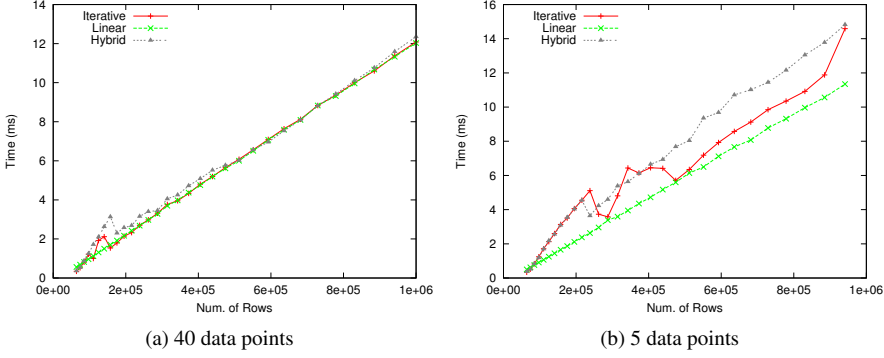 Iterative
Linear
Hybrid
14
12
10
8
6
4
2
0
Time (ms)
0e+00
2e+05
4e+05
6e+05
8e+05
1e+06
Num. of Rows
(a) 40 data points
Iterative
Linear
Hybrid
16
14
12
10
8
6
4
2
0
Time (ms)
0e+00
2e+05
4e+05
6e+05
8e+05
1e+06
Num. of Rows
(b) 5 data points